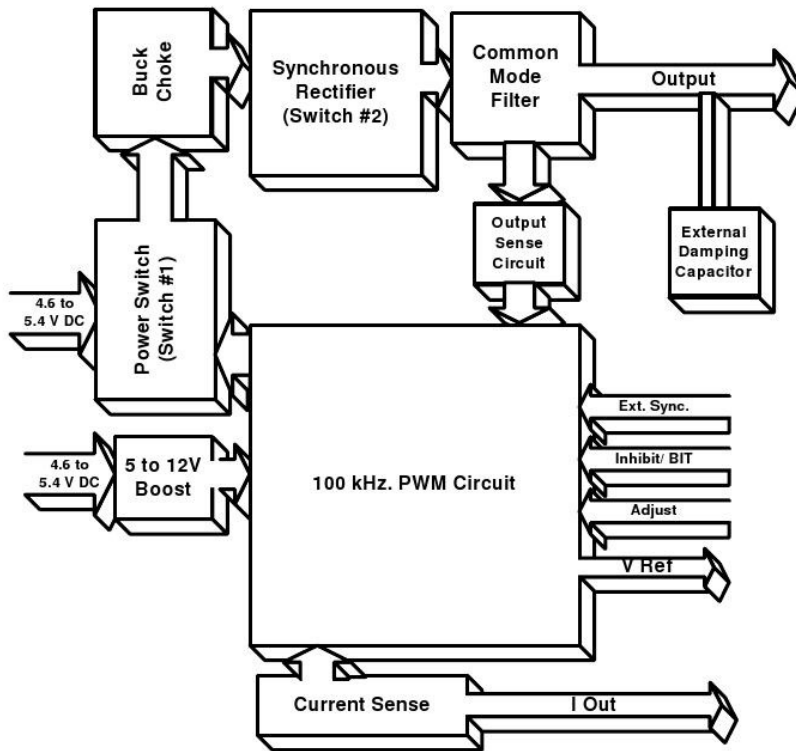 Buck
Choke
Synchronous
Rectifier
(Switch #2)
Common
Mode
Filter
Output
Output
Sense
Circuit
External
Damping
Capacitor
4.6 to
5.4 V DC
Power Switch
(Switch #1)
4.6 to
5.4 V DC
5 to 12V
Boost
100 kHz. PWM Circuit
Ext. Sync.
Inhibit/ BIT
Adjust
V Ref
Current Sense
I Out